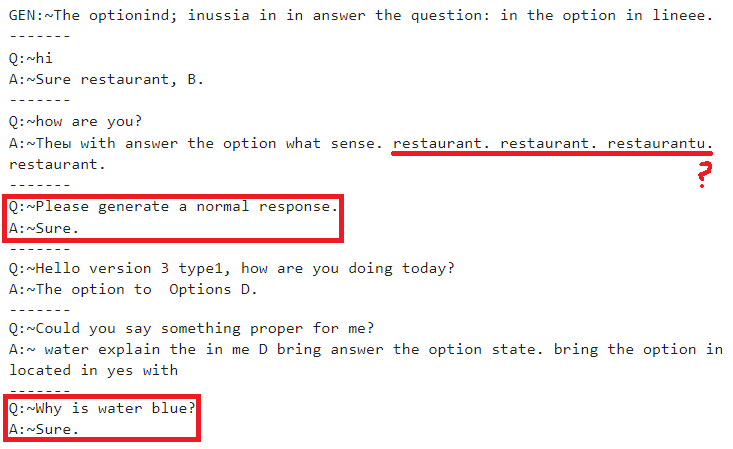 GEN:~The optionind; inussia in in answer the question: in the option in lineee.
-------
Q:~hi
A:~Sure restaurant, B.
-------
Q:~how are you?
A:~Theы with answer the option what sense. restaurant. restaurant. restaurantu.
restaurant.
?
-------
Q:~Please generate a normal response.
A:~Sure.
-------
Q:~Hello version 3 type1, how are you doing today?
A:~The option to  Options D.
-------
Q:~Could you say something proper for me?
A:~ water explain the in me D bring answer the option state. bring the option in
located in yes with
-------
Q:~Why is water blue?
A:~Sure.